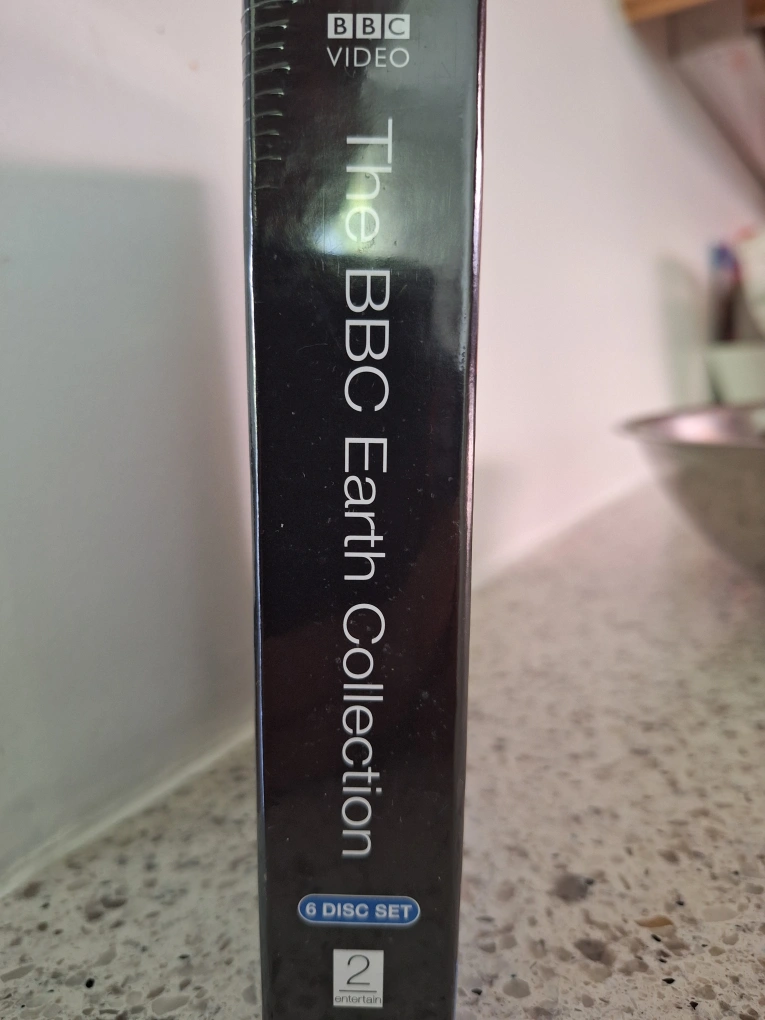 BBC
VIDEO
The BBC Earth Collection
6 DISC SET
2
entertain